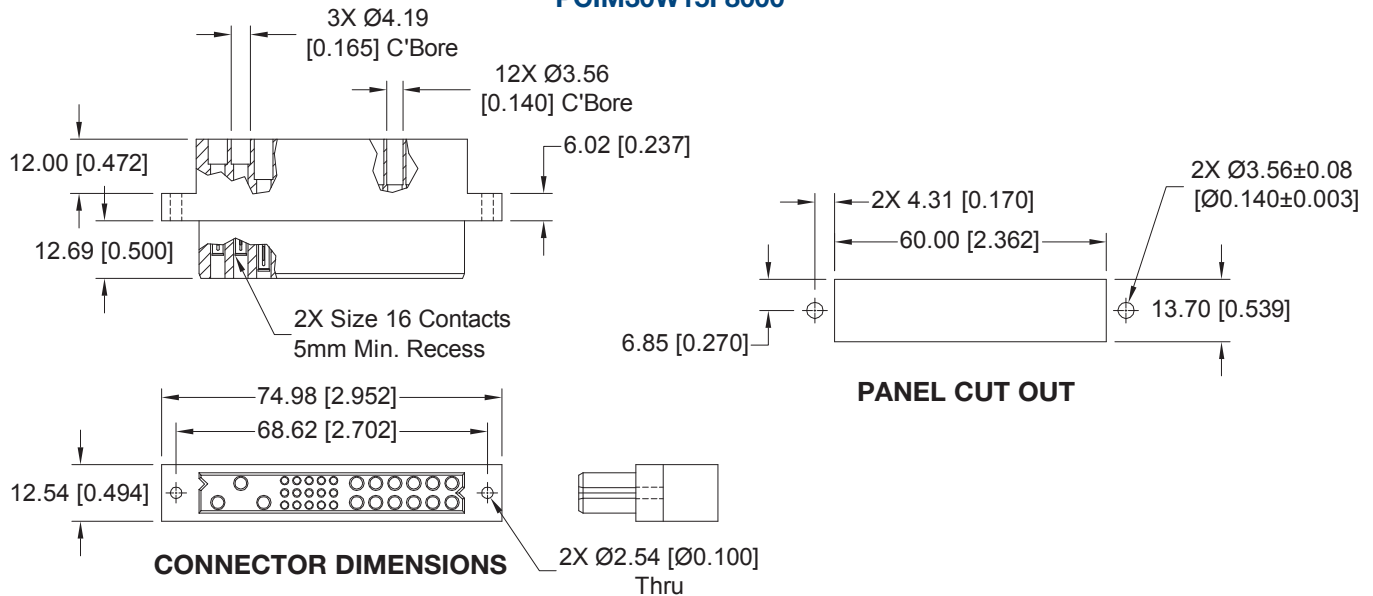 3X Ø4.19
[0.165] C'Bore
12X Ø3.56
[0.140] C'Bore
12.00 [0.472]
6.02 [0.237]
12.69 [0.500]
2X Size 16 Contacts
5mm Min. Recess
2X Ø3.56±0.08
[Ø0.140±0.003]
2X 4.31 [0.170]
60.00 [2.362]
6.85 [0.270]
13.70 [0.539]
PANEL CUT OUT
74.98 [2.952]
68.62 [2.702]
12.54 [0.494]
CONNECTOR DIMENSIONS
2X Ø2.54 [Ø0.100]
Thru